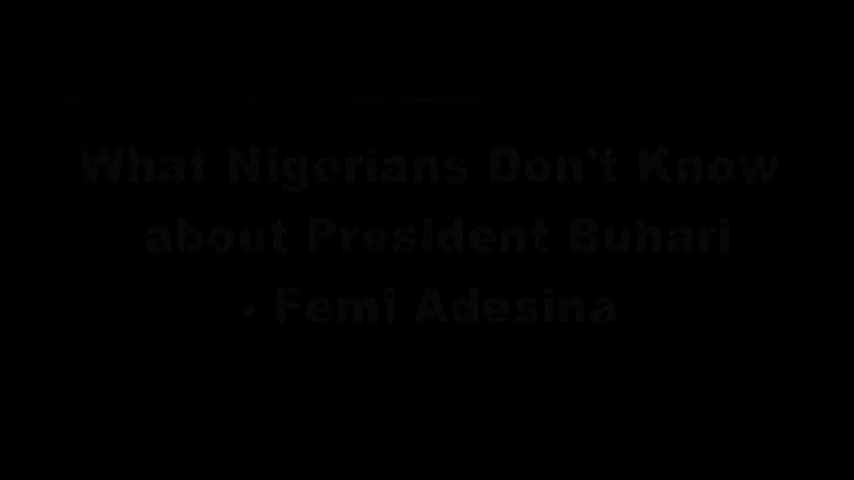 What Nigerians Don't Know
about President Buhari
- Femi Adesina